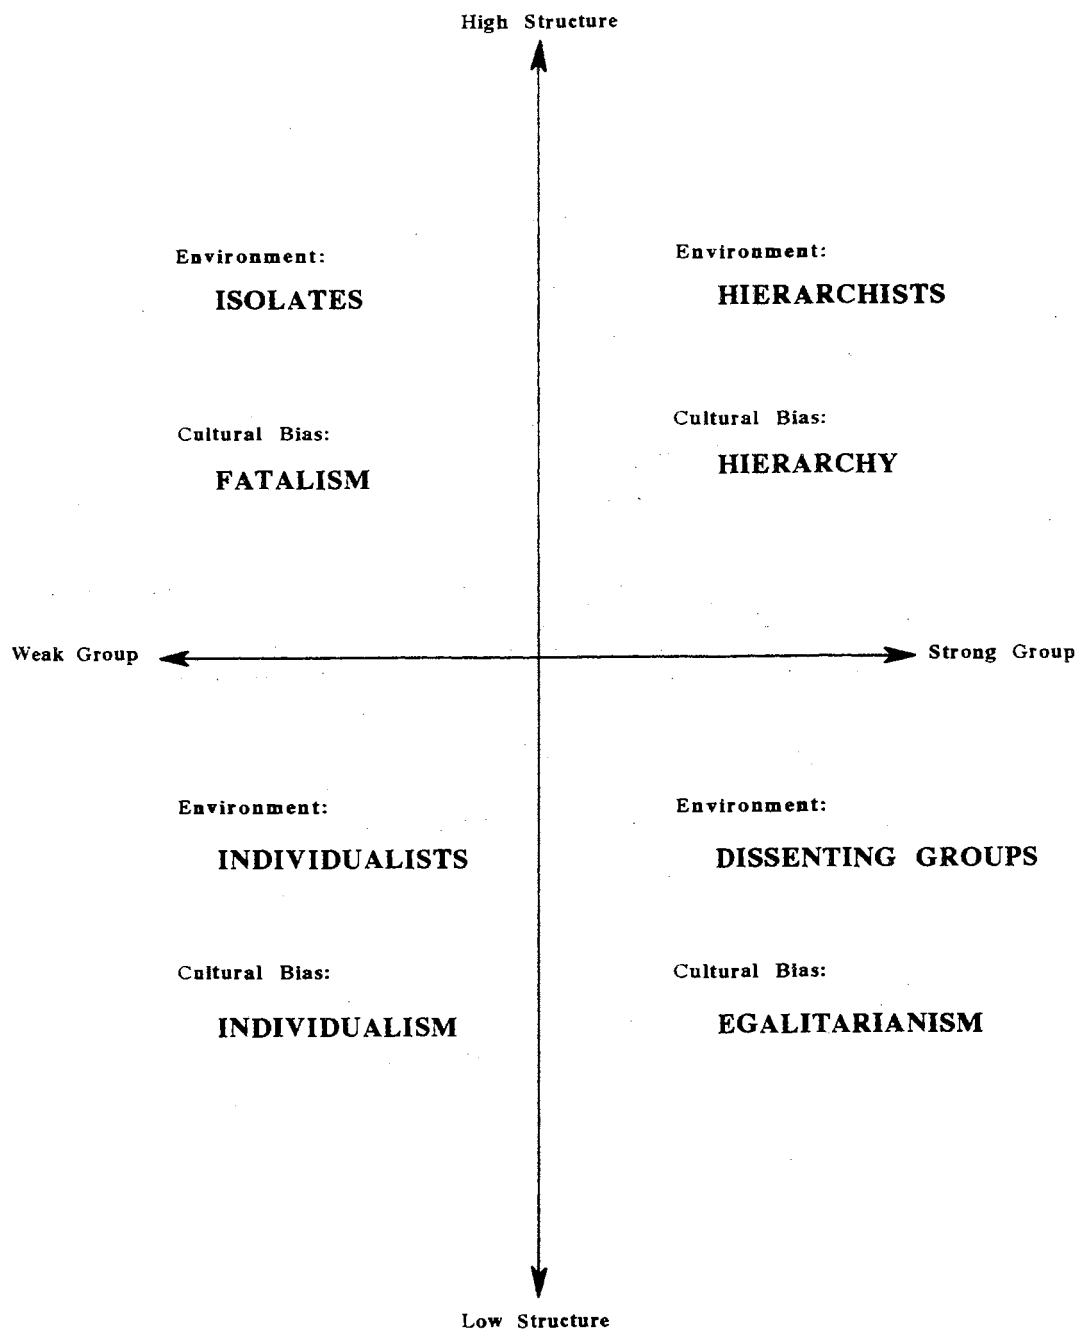 High Structure
Environment:
ISOLATES
Cultural Bias:
FATALISM
Environment:
HIERARCHISTS
Cultural Bias:
HIERARCHY
Weak Group
Strong Group
Environment:
INDIVIDUALISTS
Cultural Bias:
INDIVIDUALISM
Environment:
DISSENTING GROUPS
Cultural Bias:
EGALITARIANISM
Low Structure